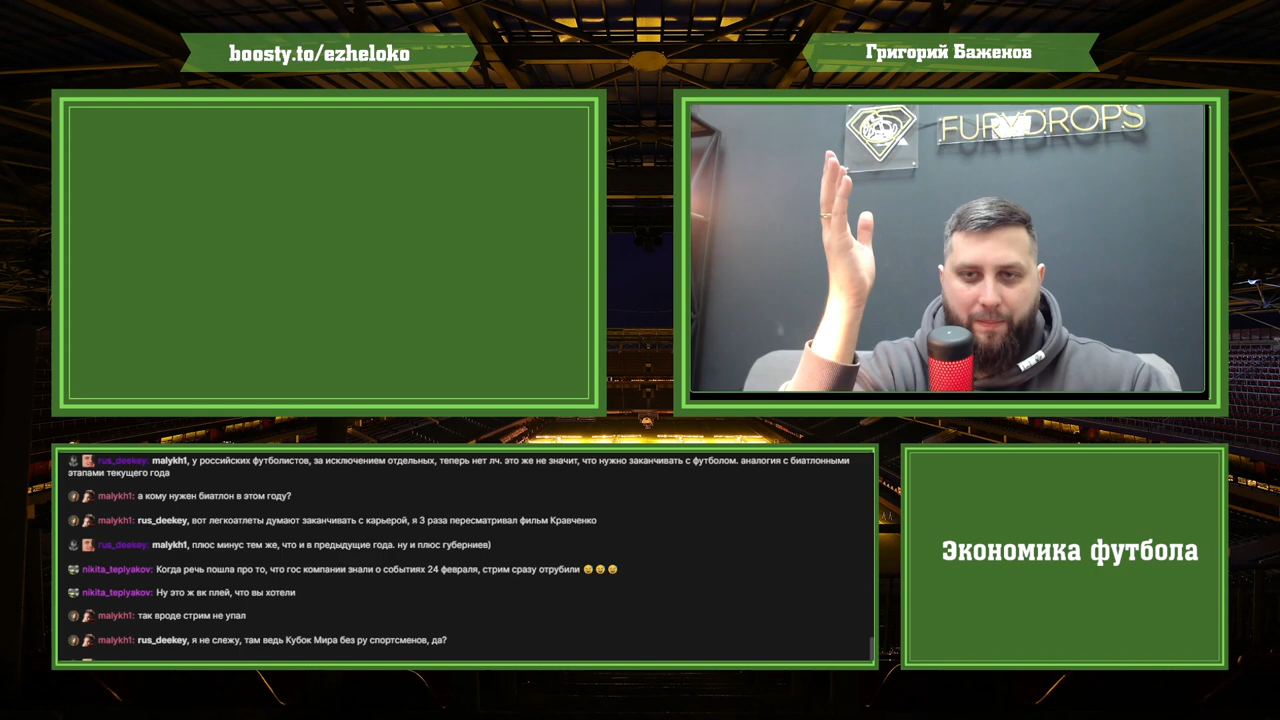 boosty.to/ezheloko
Григорий Баженов
FURYDROPS
rus_deekey: malykh1, у российских футболистов, за исключением отдельных, теперь нет лч. это же не значит, что нужно заканчивать с футболом. аналогия с биатлонными
этапами текущего года
malykh1: а кому нужен биатлон в этом году?
malykh1: rus_deekey, вот легкоатлеты думают заканчивать с карьерой, я 3 раза пересматривал фильм Кравченко
rus_deekey: malykh1, плюс минус тем же, что и в предыдущие года. ну и плюс губерниев)
nikita_teplyakov: Когда речь пошла про то, что гос компании знали о событиях 24 февраля, стрим сразу отрубили 😅😅😅
nikita_teplyakov: Ну это ж вк плей, что вы хотели
malykh1: так вроде стрим не упал
malykh1: rus_deekey, я не слежу, там ведь Кубок Мира без ру спортсменов, да?
Экономика футбола